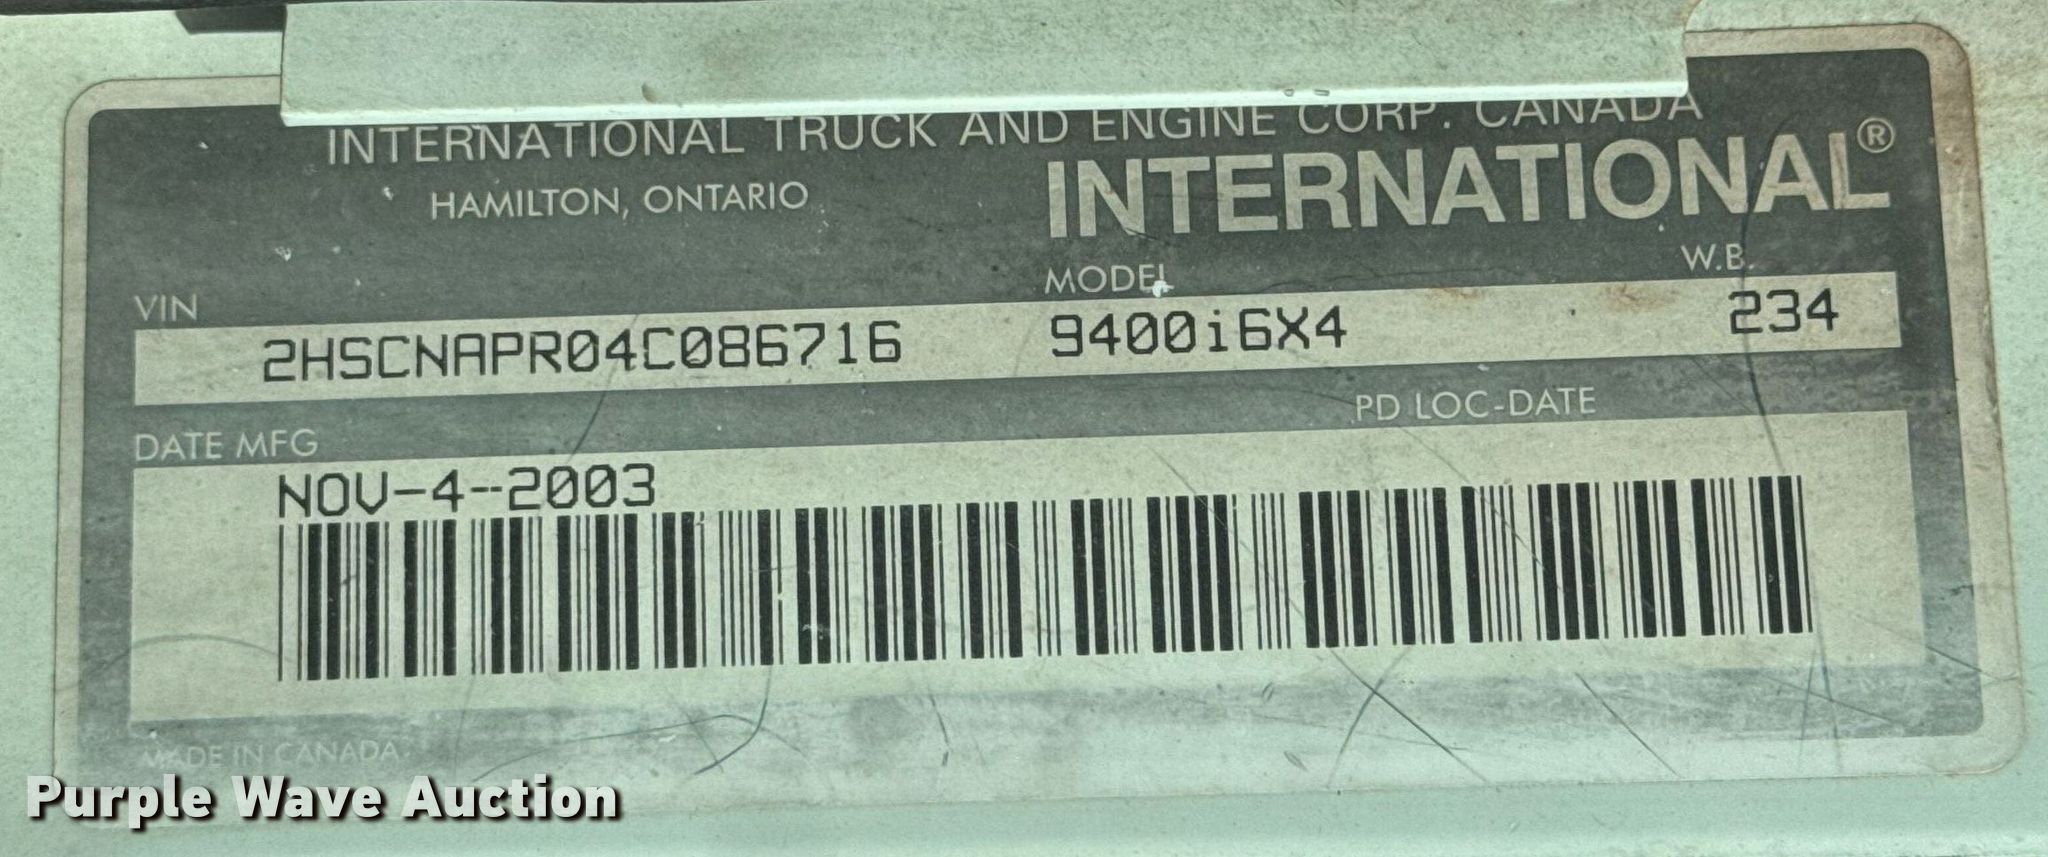 INTERNATIONAL TRUCK AND ENGINE CORP. CANADA
HAMILTON, ONTARIO
INTERNATIONAL®
VIN MODEL W.B.
2HSCNAPR04C086716 9400i6X4 234
DATE MFG PD LOC-DATE
NOV-4--2003
MADE IN CANADA
Purple Wave Auction